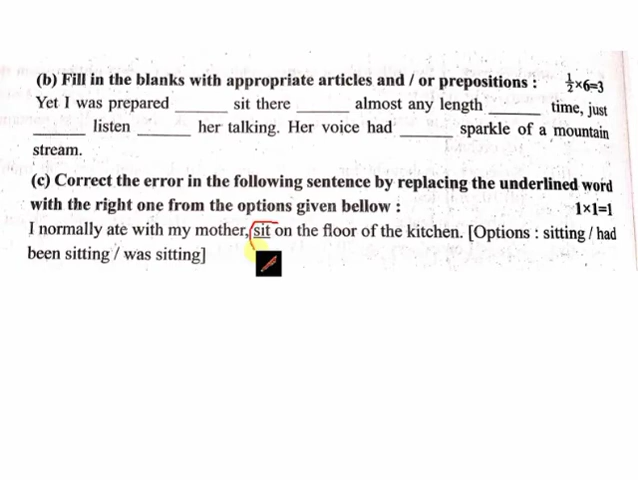 (b) Fill in the blanks with appropriate articles and / or prepositions : ½×6=3
Yet I was prepared ______ sit there ______ almost any length ______ time, just
______ listen ______ her talking. Her voice had ______ sparkle of a mountain
stream.
(c) Correct the error in the following sentence by replacing the underlined word
with the right one from the options given bellow : 1×1=1
I normally ate with my mother, sit on the floor of the kitchen. [Options : sitting / had
been sitting / was sitting]